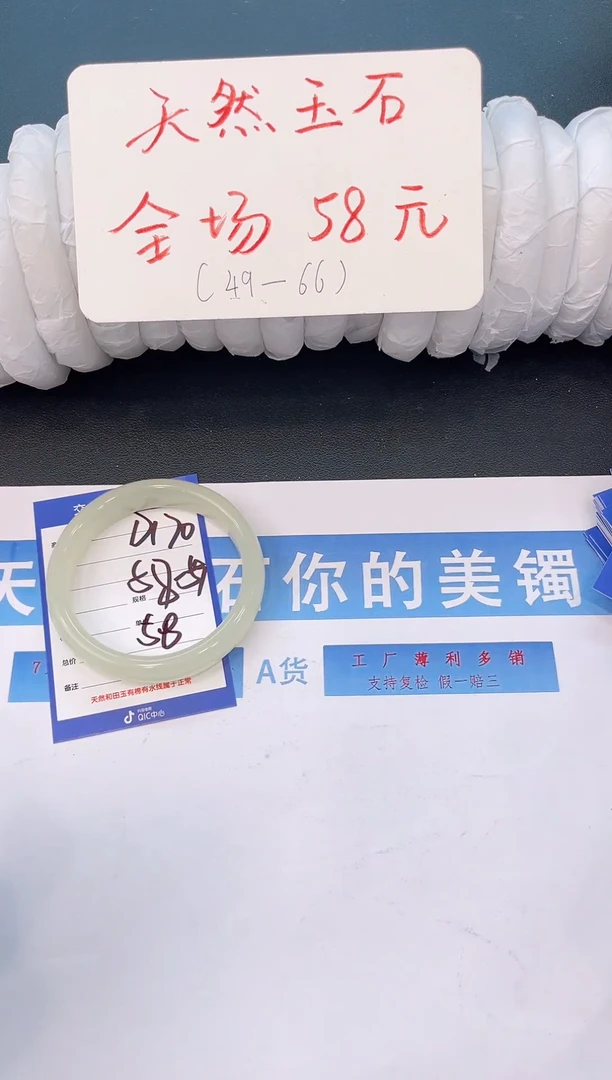 天然玉石
全场 58 元
(49-66)
58
规格
总价
备注
天然和田玉有棉有水线属于正常
QIC中心
天 石你的美镯
A货
工厂薄利多销
支持复检 假一赔三